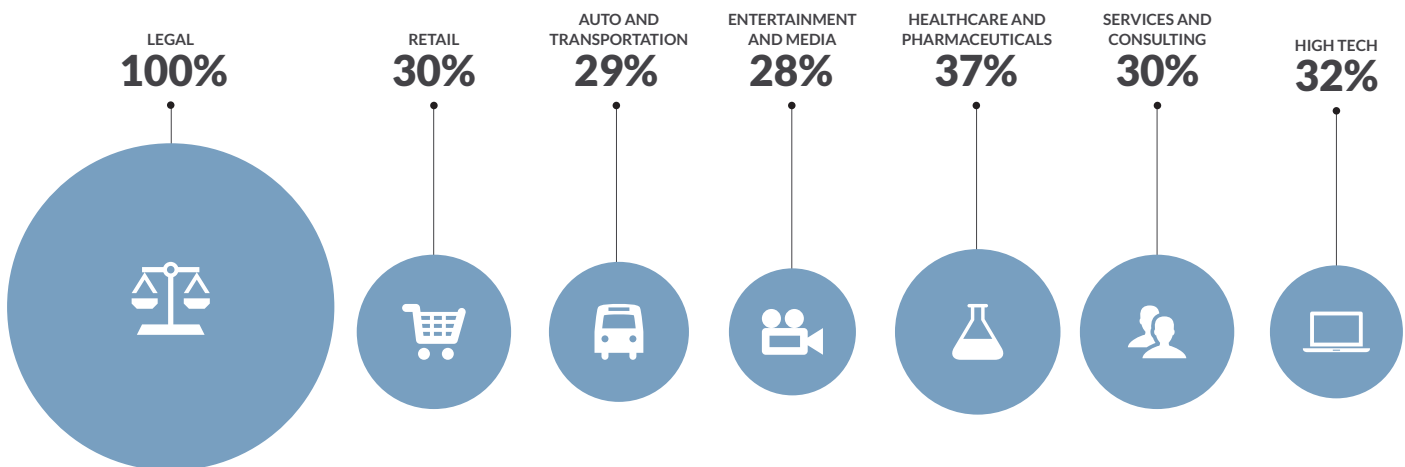 LEGAL
100%
RETAIL
30%
AUTO AND
TRANSPORTATION
29%
ENTERTAINMENT
AND MEDIA
28%
HEALTHCARE AND
PHARMACEUTICALS
37%
SERVICES AND
CONSULTING
30%
HIGH TECH
32%